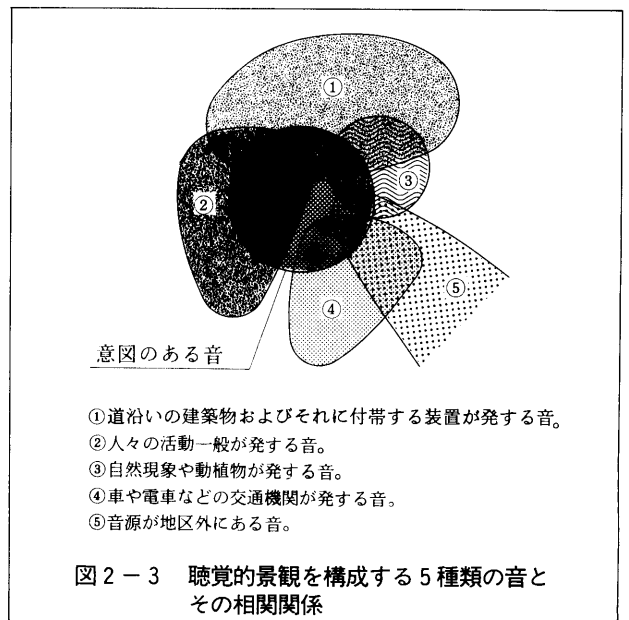 ①
③
②
⑤
④
意図のある音
①道沿いの建築物およびそれに付帯する装置が発する音。
②人々の活動一般が発する音。
③自然現象や動植物が発する音。
④車や電車などの交通機関が発する音。
⑤音源が地区外にある音。
図2－3 聴覚的景観を構成する5種類の音と
その相関関係